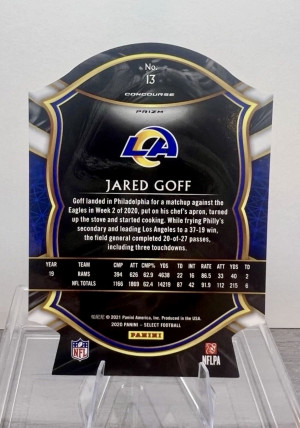 No.
13
CONCOURSE
PRIZM
LA
JARED GOFF
Goff landed in Philadelphia for a matchup against the
Eagles in Week 2 of 2020, put on his chef's apron, turned
up the stove and started cooking. While frying Philly's
secondary and leading Los Angeles to a 37-19 win,
the field general completed 20-of-27 passes,
including three touchdowns.
YEAR TEAM CMP ATT CMP% YDS TD INT RATE ATT YDS TD
19 RAMS 394 626 62.9 4638 22 16 86.5 33 40 2
NFL TOTALS 1166 1869 62.4 14219 87 42 91.9 112 215 6
© 2021 Panini America, Inc. Produced in the USA.
2020 PANINI - SELECT FOOTBALL
NFL
PANINI
NFLPA